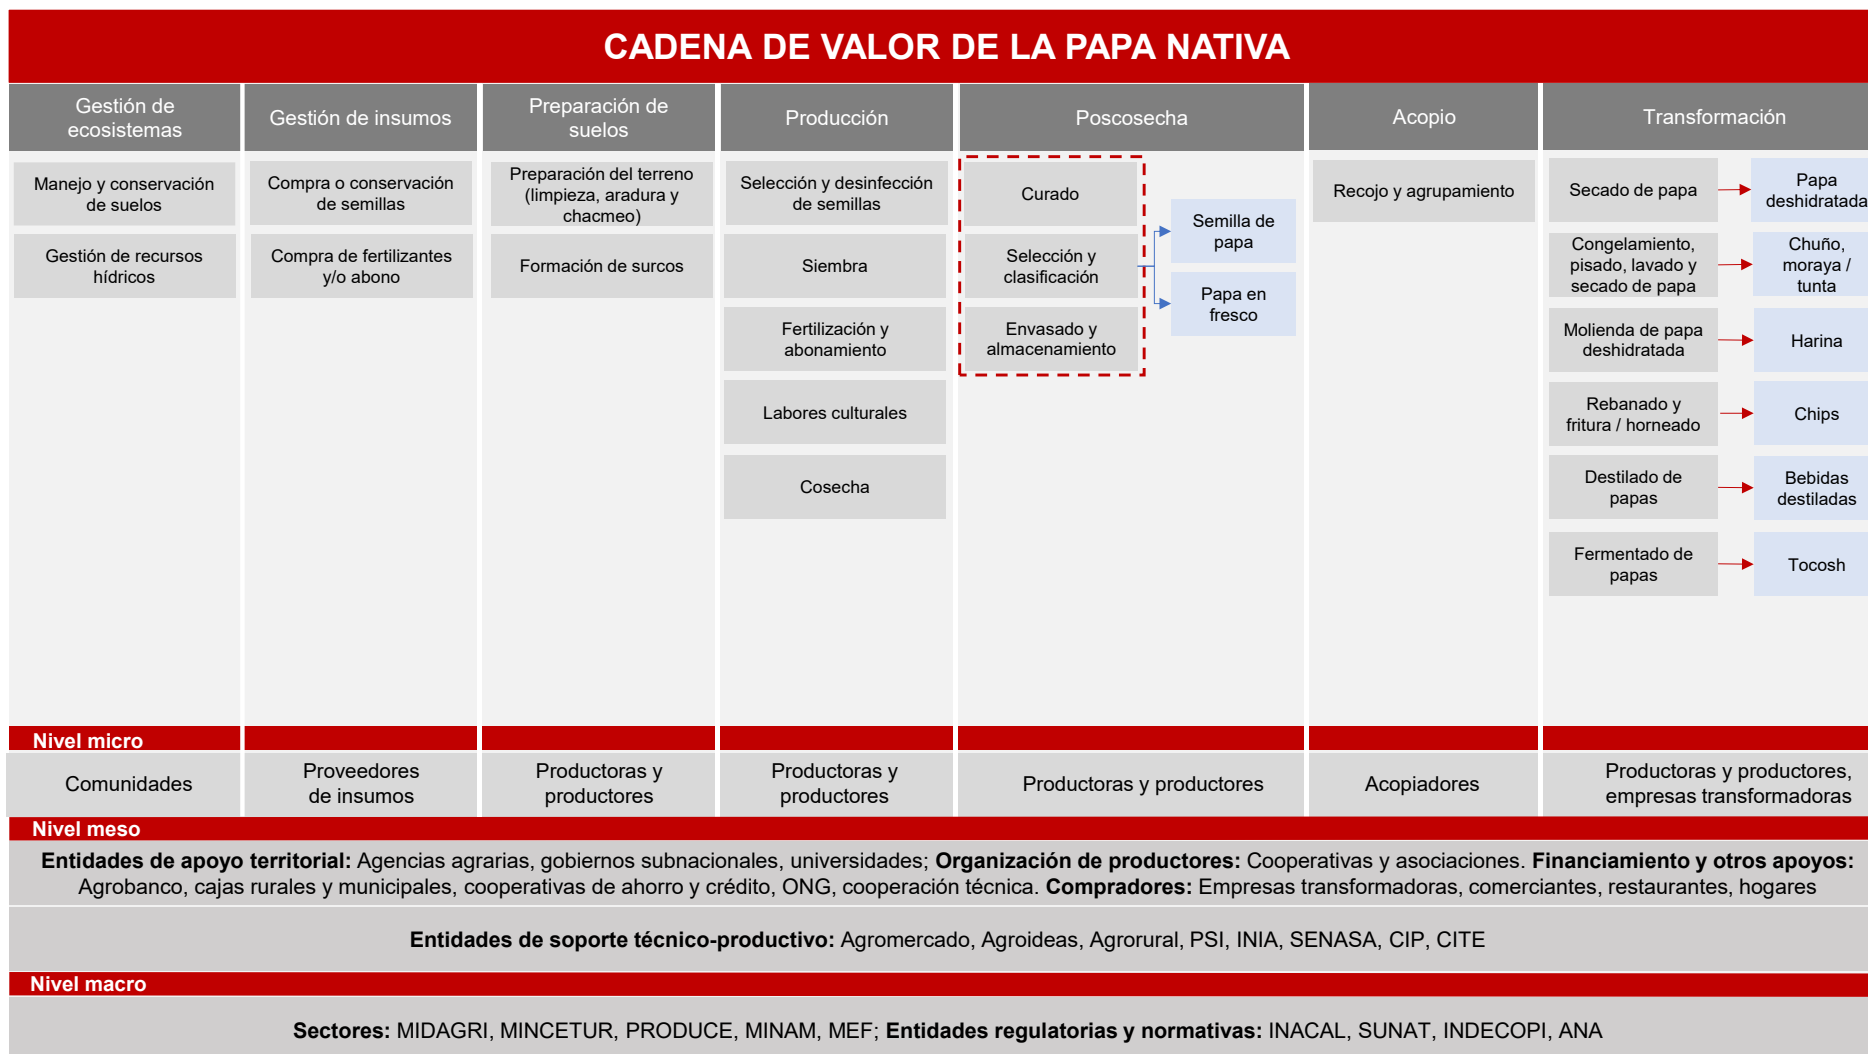 CADENA DE VALOR DE LA PAPA NATIVA
Gestión de
ecosistemas
Gestión de insumos
Preparación de
suelos
Producción
Poscosecha
Acopio
Transformación
Manejo y conservación
de suelos
Gestión de recursos
hídricos
Compra o conservación
de semillas
Compra de fertilizantes
y/o abono
Preparación del terreno
(limpieza, aradura y
chacmeo)
Formación de surcos
Selección y desinfección
de semillas
Siembra
Fertilización y
abonamiento
Labores culturales
Cosecha
Curado
Selección y
clasificación
Envasado y
almacenamiento
Semilla de
papa
Papa en
fresco
Recojo y agrupamiento
Secado de papa
Papa
deshidratada
Congelamiento,
pisado, lavado y
secado de papa
Chuño,
moraya /
tunta
Molienda de papa
deshidratada
Harina
Rebanado y
fritura / horneado
Chips
Destilado de
papas
Bebidas
destiladas
Fermentado de
papas
Tocosh
Nivel micro
Comunidades
Proveedores
de insumos
Productoras y
productores
Productoras y
productores
Productoras y productores
Acopiadores
Productoras y productores,
empresas transformadoras
Nivel meso
Entidades de apoyo territorial: Agencias agrarias, gobiernos subnacionales, universidades; Organización de productores: Cooperativas y asociaciones. Financiamiento y otros apoyos:
Agrobanco, cajas rurales y municipales, cooperativas de ahorro y crédito, ONG, cooperación técnica. Compradores: Empresas transformadoras, comerciantes, restaurantes, hogares
Entidades de soporte técnico-productivo: Agromercado, Agroideas, Agrorural, PSI, INIA, SENASA, CIP, CITE
Nivel macro
Sectores: MIDAGRI, MINCETUR, PRODUCE, MINAM, MEF; Entidades regulatorias y normativas: INACAL, SUNAT, INDECOPI, ANA